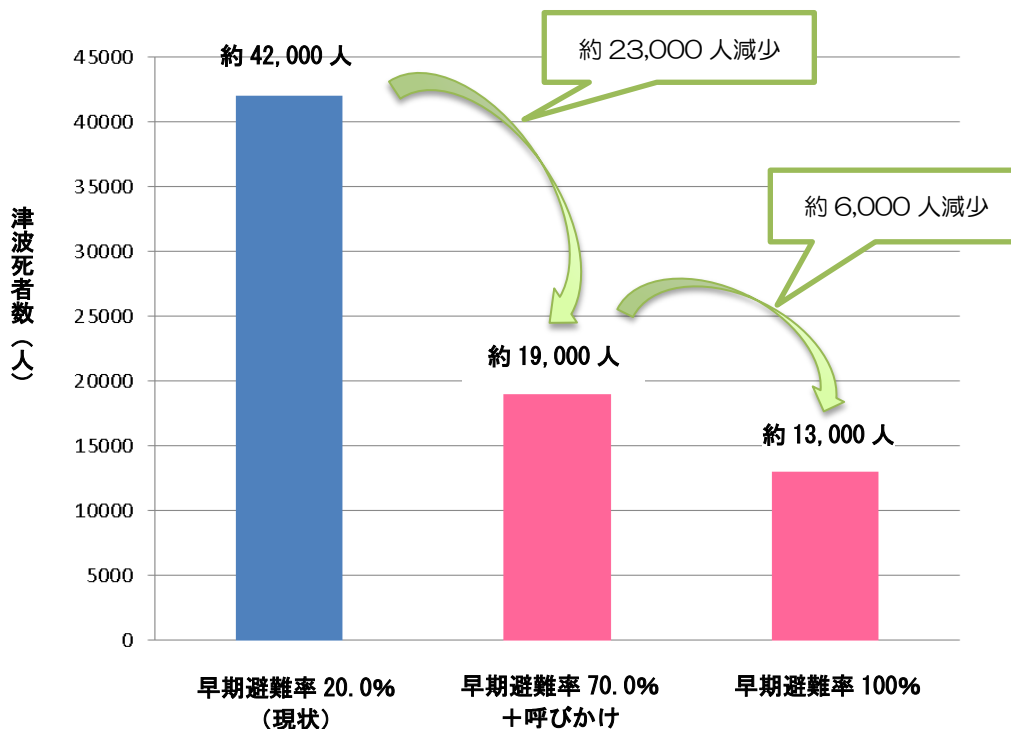 約 42,000 人
約 23,000 人減少
約 6,000 人減少
約 19,000 人
約 13,000 人
津波死者数(人)
45000
40000
35000
30000
25000
20000
15000
10000
5000
0
早期避難率 20.0%
(現状)
早期避難率 70.0%
+呼びかけ
早期避難率 100%